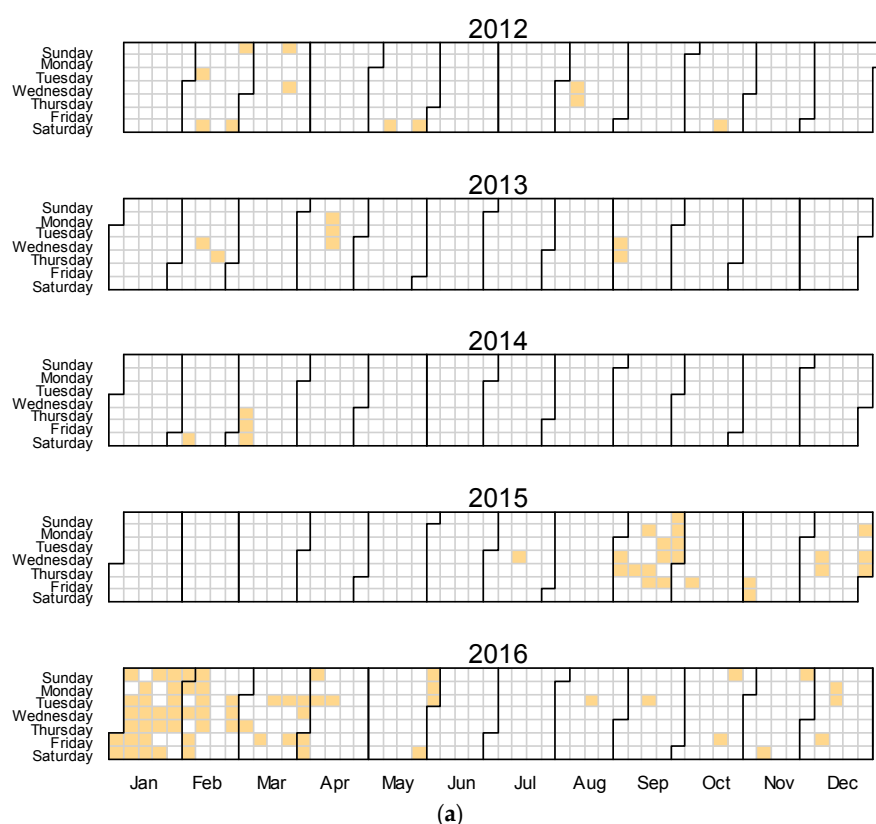 2012
Sunday
Monday
Tuesday
Wednesday
Thursday
Friday
Saturday
2013
Sunday
Monday
Tuesday
Wednesday
Thursday
Friday
Saturday
2014
Sunday
Monday
Tuesday
Wednesday
Thursday
Friday
Saturday
2015
Sunday
Monday
Tuesday
Wednesday
Thursday
Friday
Saturday
2016
Sunday
Monday
Tuesday
Wednesday
Thursday
Friday
Saturday
Jan Feb Mar Apr May Jun Jul Aug Sep Oct Nov Dec
(a)